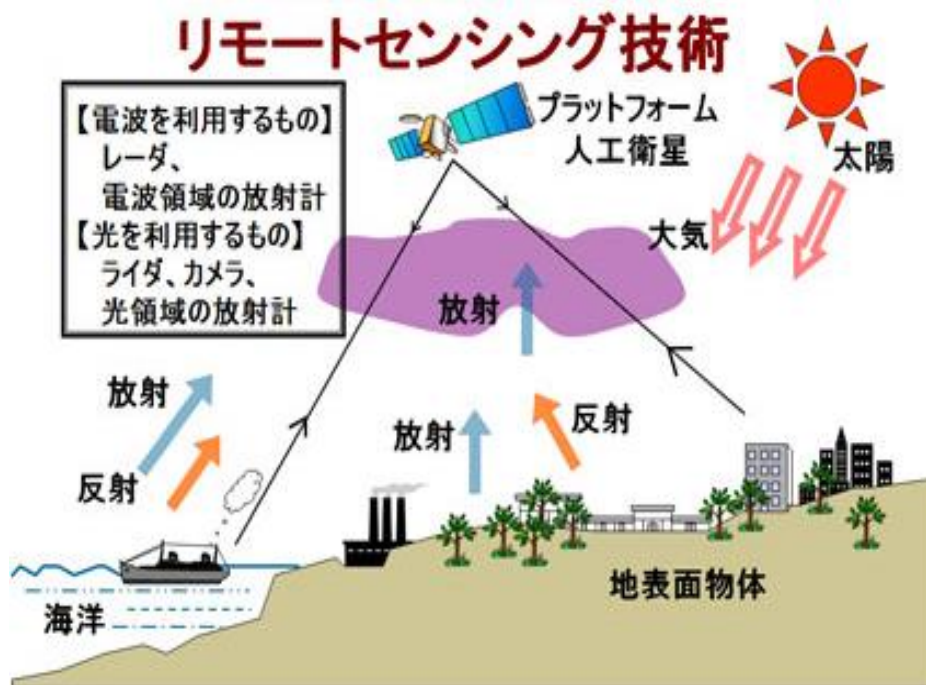 リモートセンシング技術
【電波を利用するもの】
レーダ、
電波領域の放射計
【光を利用するもの】
ライダ、カメラ、
光領域の放射計
プラットフォーム
人工衛星
太陽
大気
放射
放射
反射
放射
反射
地表面物体
海洋